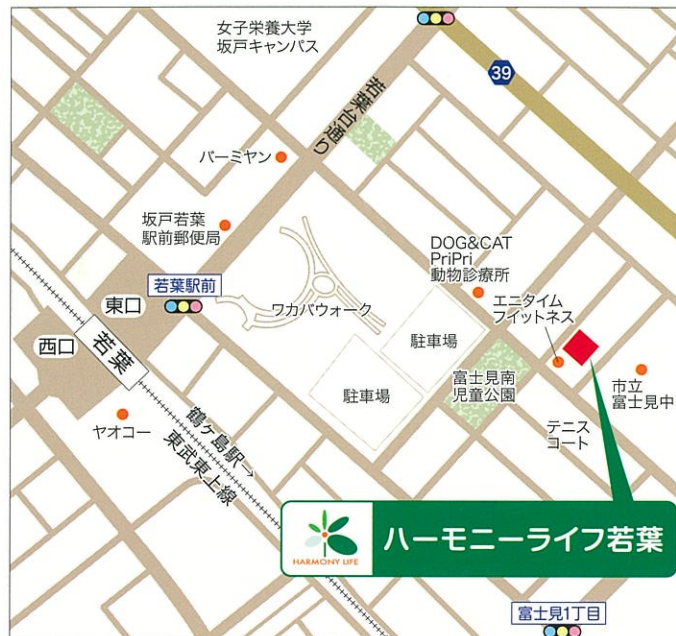 女子栄養大学
坂戸キャンパス
39
若葉台通り
バーミヤン
坂戸若葉
駅前郵便局
DOG&CAT
PriPri
動物診療所
若葉駅前
東口
ワカバウォーク
エニタイム
フィットネス
西口
若葉
駐車場
駐車場
富士見南
児童公園
市立
富士見中
ヤオコー
テニス
コート
鶴ヶ島駅→
東武東上線
HARMONY LIFE
ハーモニーライフ若葉
富士見1丁目